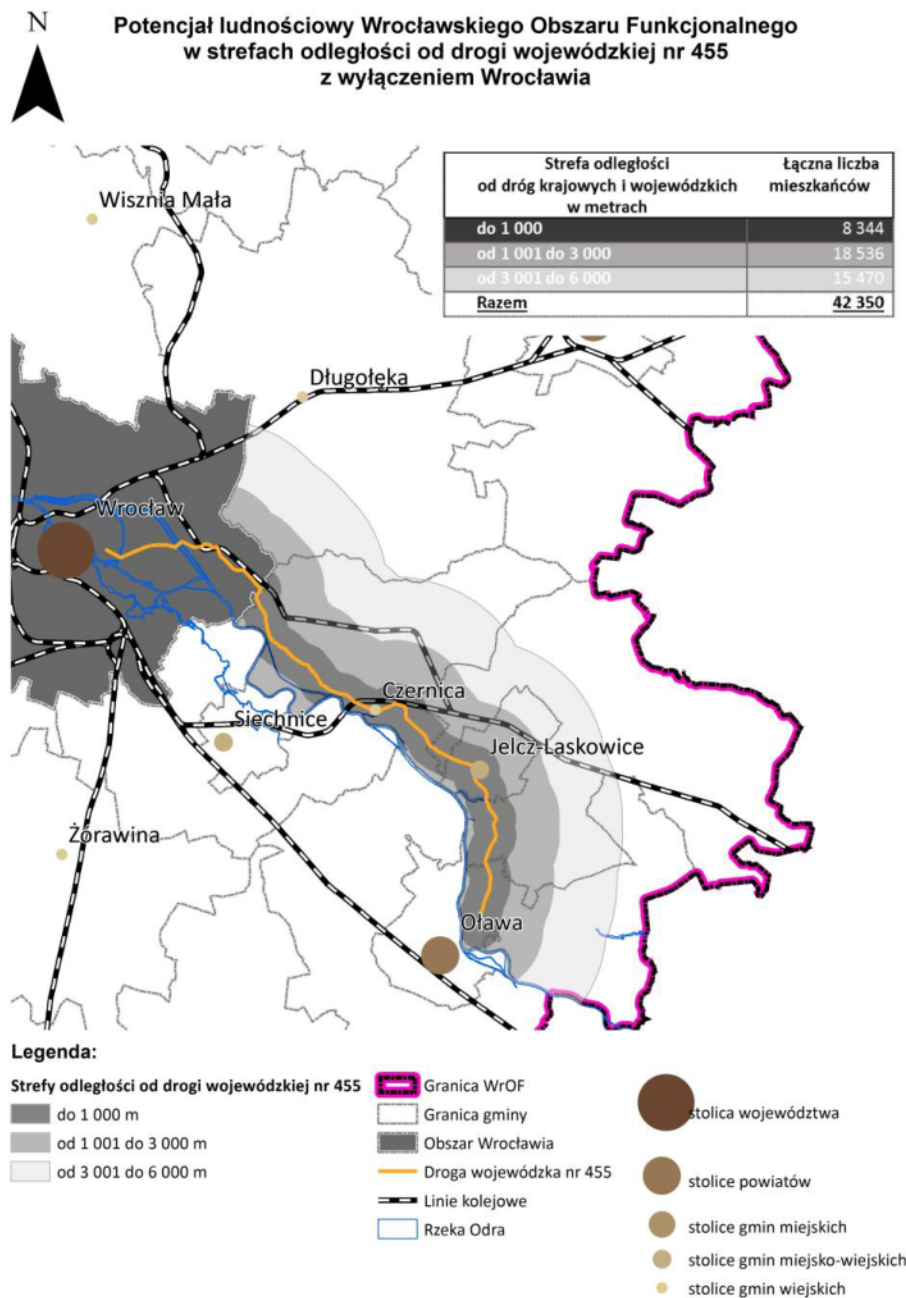 N
Potencjał ludnościowy Wrocławskiego Obszaru Funkcjonalnego
w strefach odległości od drogi wojewódzkiej nr 455
z wyłączeniem Wrocławia
Strefa odległości
od dróg krajowych i wojewódzkich
w metrach
Łączna liczba
mieszkańców
do 1 000 8 344
od 1 001 do 3 000 18 536
od 3 001 do 6 000 15 470
Razem 42 350
Wisznia Mała
Długołęka
Wrocław
Czernica
Siechnice
Jelcz-Laskowice
Żórawina
Oława
Legenda:
Strefy odległości od drogi wojewódzkiej nr 455
do 1 000 m
od 1 001 do 3 000 m
od 3 001 do 6 000 m
Granica WrOF
Granica gminy
Obszar Wrocławia
Droga wojewódzka nr 455
Linie kolejowe
Rzeka Odra
stolica województwa
stolice powiatów
stolice gmin miejskich
stolice gmin miejsko-wiejskich
stolice gmin wiejskich